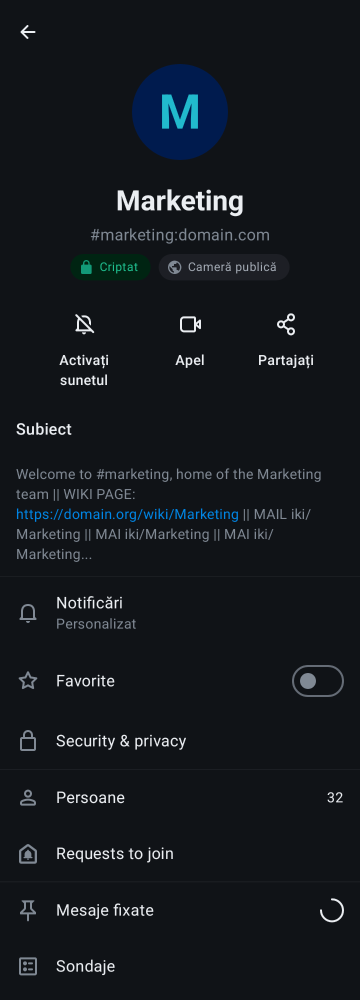 M
Marketing
#marketing:domain.com
Criptat
Cameră publică
Activați
sunetul
Apel
Partajați
Subiect
Welcome to #marketing, home of the Marketing
team || WIKI PAGE:
https://domain.org/wiki/Marketing || MAIL iki/
Marketing || MAI iki/Marketing || MAI iki/
Marketing...
Notificări
Personalizat
Favorite
Security & privacy
Persoane 32
Requests to join
Mesaje fixate
Sondaje